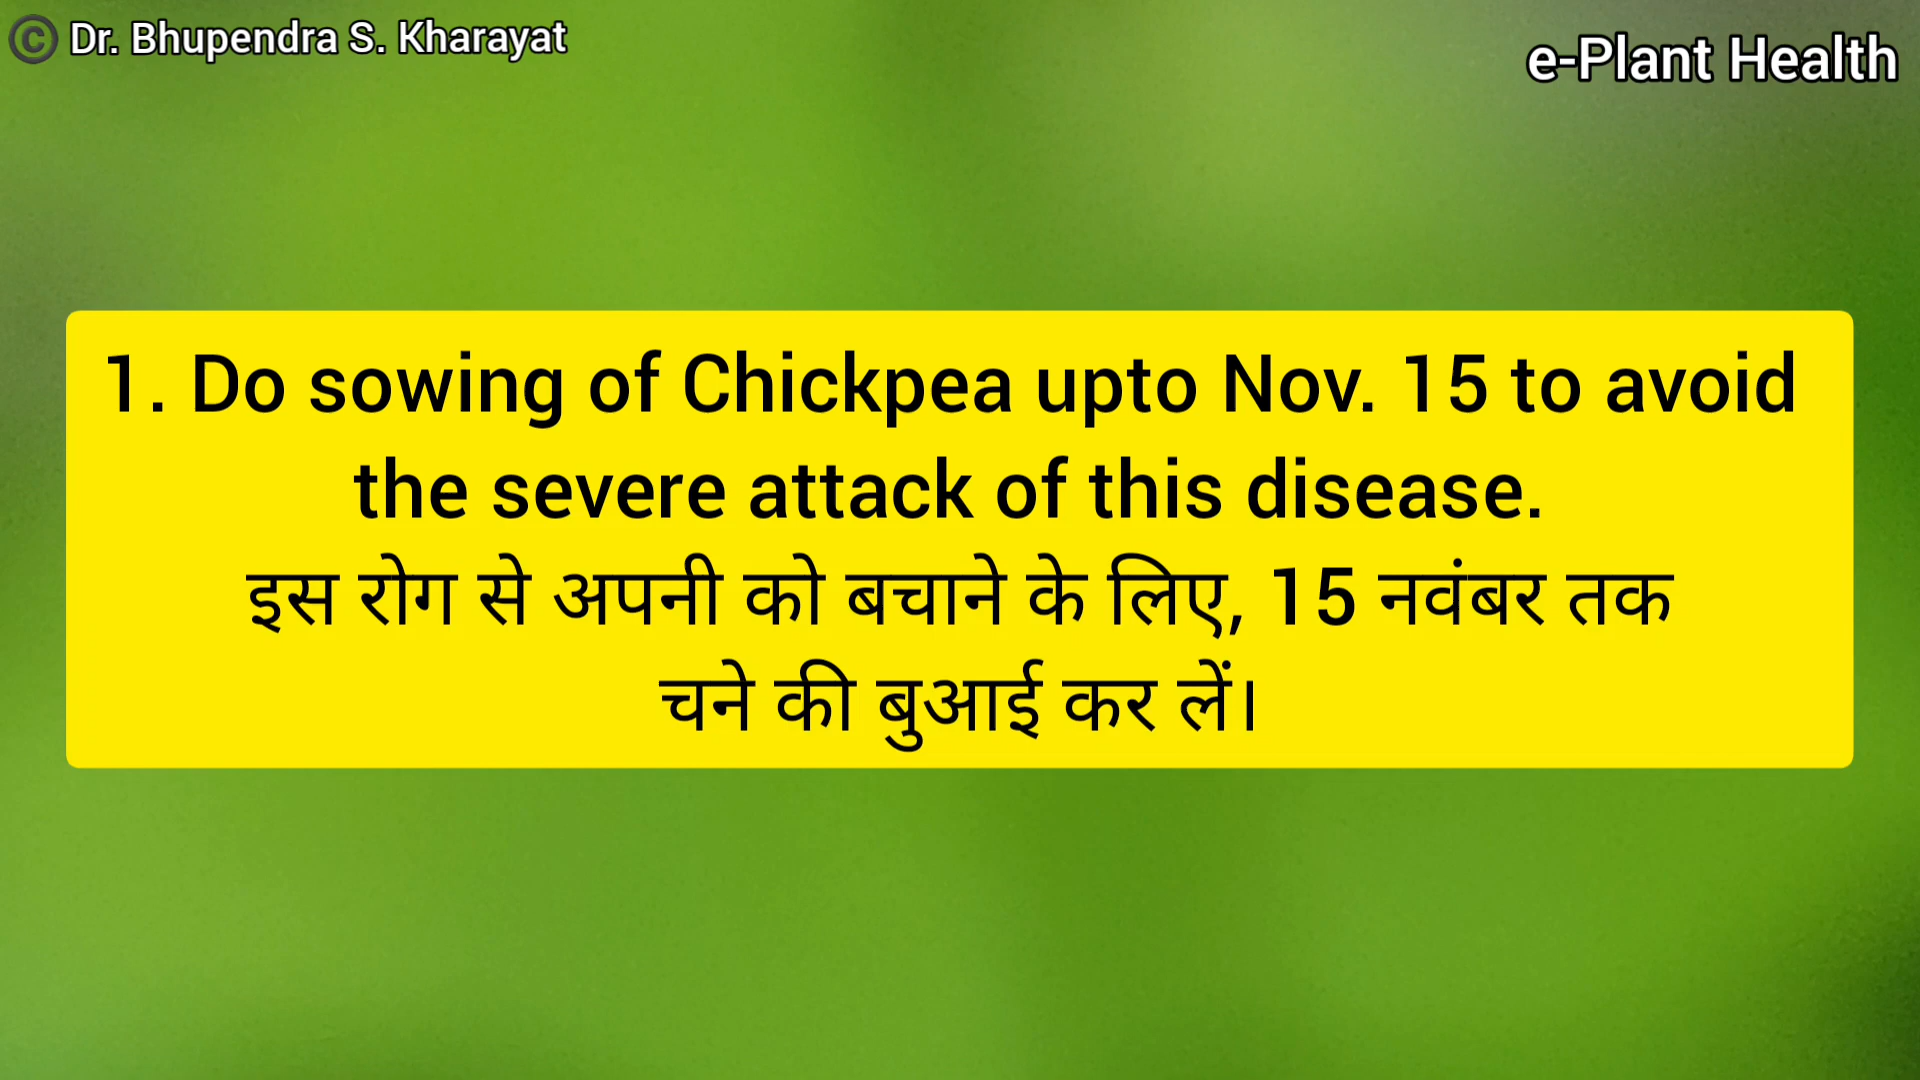 © Dr. Bhupendra S. Kharayat
e-Plant Health
1. Do sowing of Chickpea upto Nov. 15 to avoid
the severe attack of this disease.
इस रोग से अपनी को बचाने के लिए, 15 नवंबर तक
चने की बुआई कर लें।